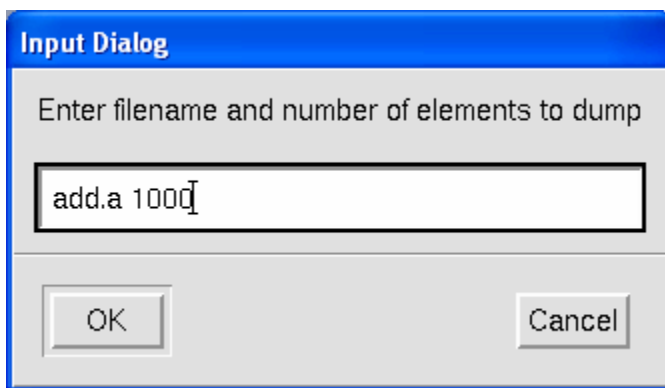 Input Dialog
Enter filename and number of elements to dump
add.a 1000
OK
Cancel